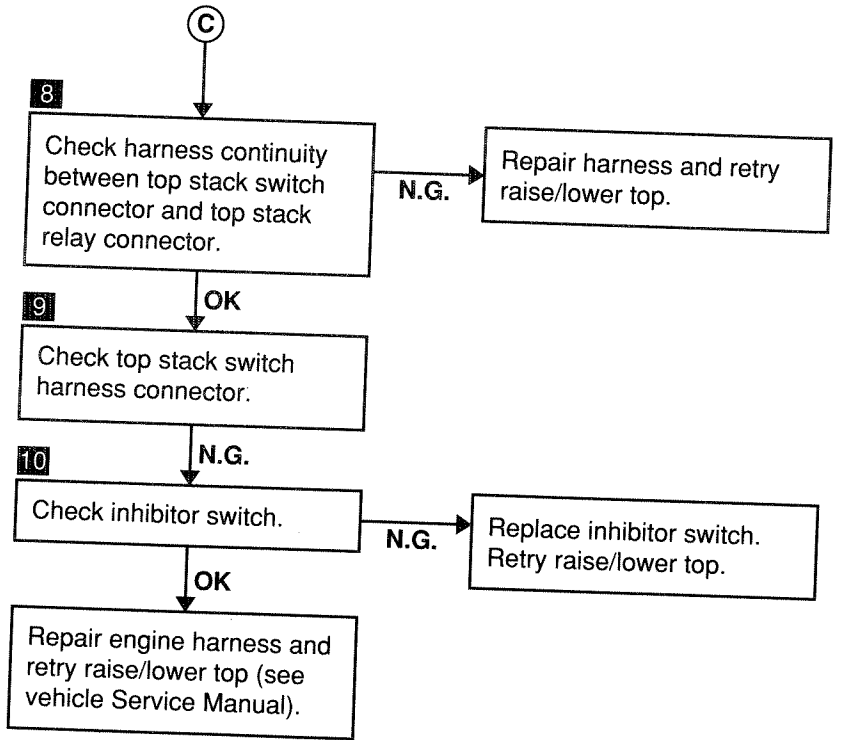 C
8
Check harness continuity
between top stack switch
connector and top stack
relay connector.
N.G.
Repair harness and retry
raise/lower top.
OK
9
Check top stack switch
harness connector.
N.G.
10
Check inhibitor switch.
N.G.
Replace inhibitor switch.
Retry raise/lower top.
OK
Repair engine harness and
retry raise/lower top (see
vehicle Service Manual).